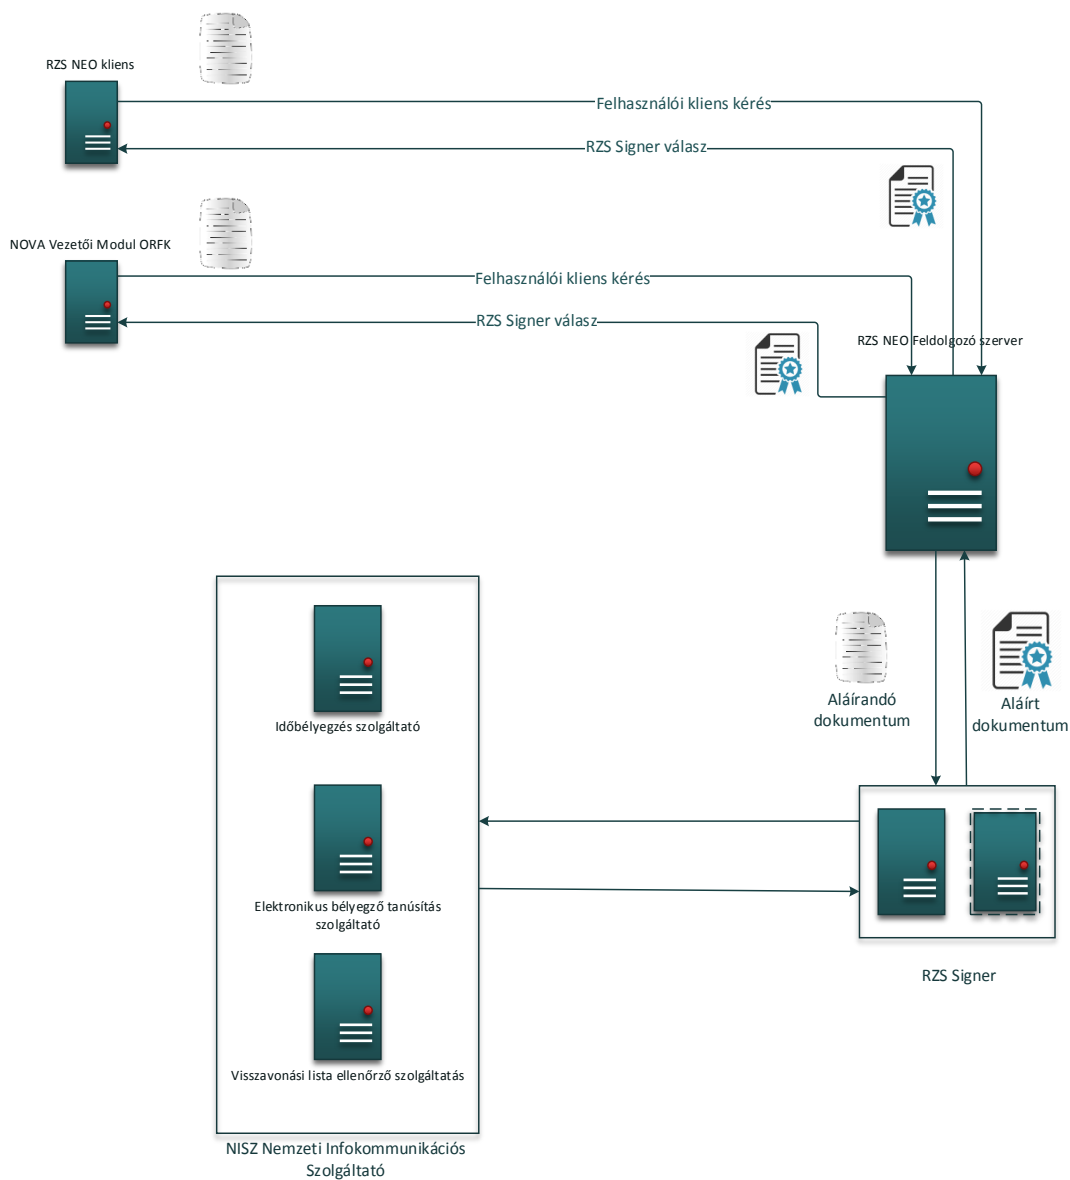 RZS NEO kliens
Felhasználói kliens kérés
RZS Signer válasz
NOVA Vezetői Modul ORFK
Felhasználói kliens kérés
RZS Signer válasz
RZS NEO Feldolgozó szerver
Aláírandó
dokumentum
Aláírt
dokumentum
Időbélyegzés szolgáltató
Elektronikus bélyegző tanúsítás
szolgáltató
RZS Signer
Visszavonási lista ellenőrző szolgáltatás
NISZ Nemzeti Infokommunikációs
Szolgáltató